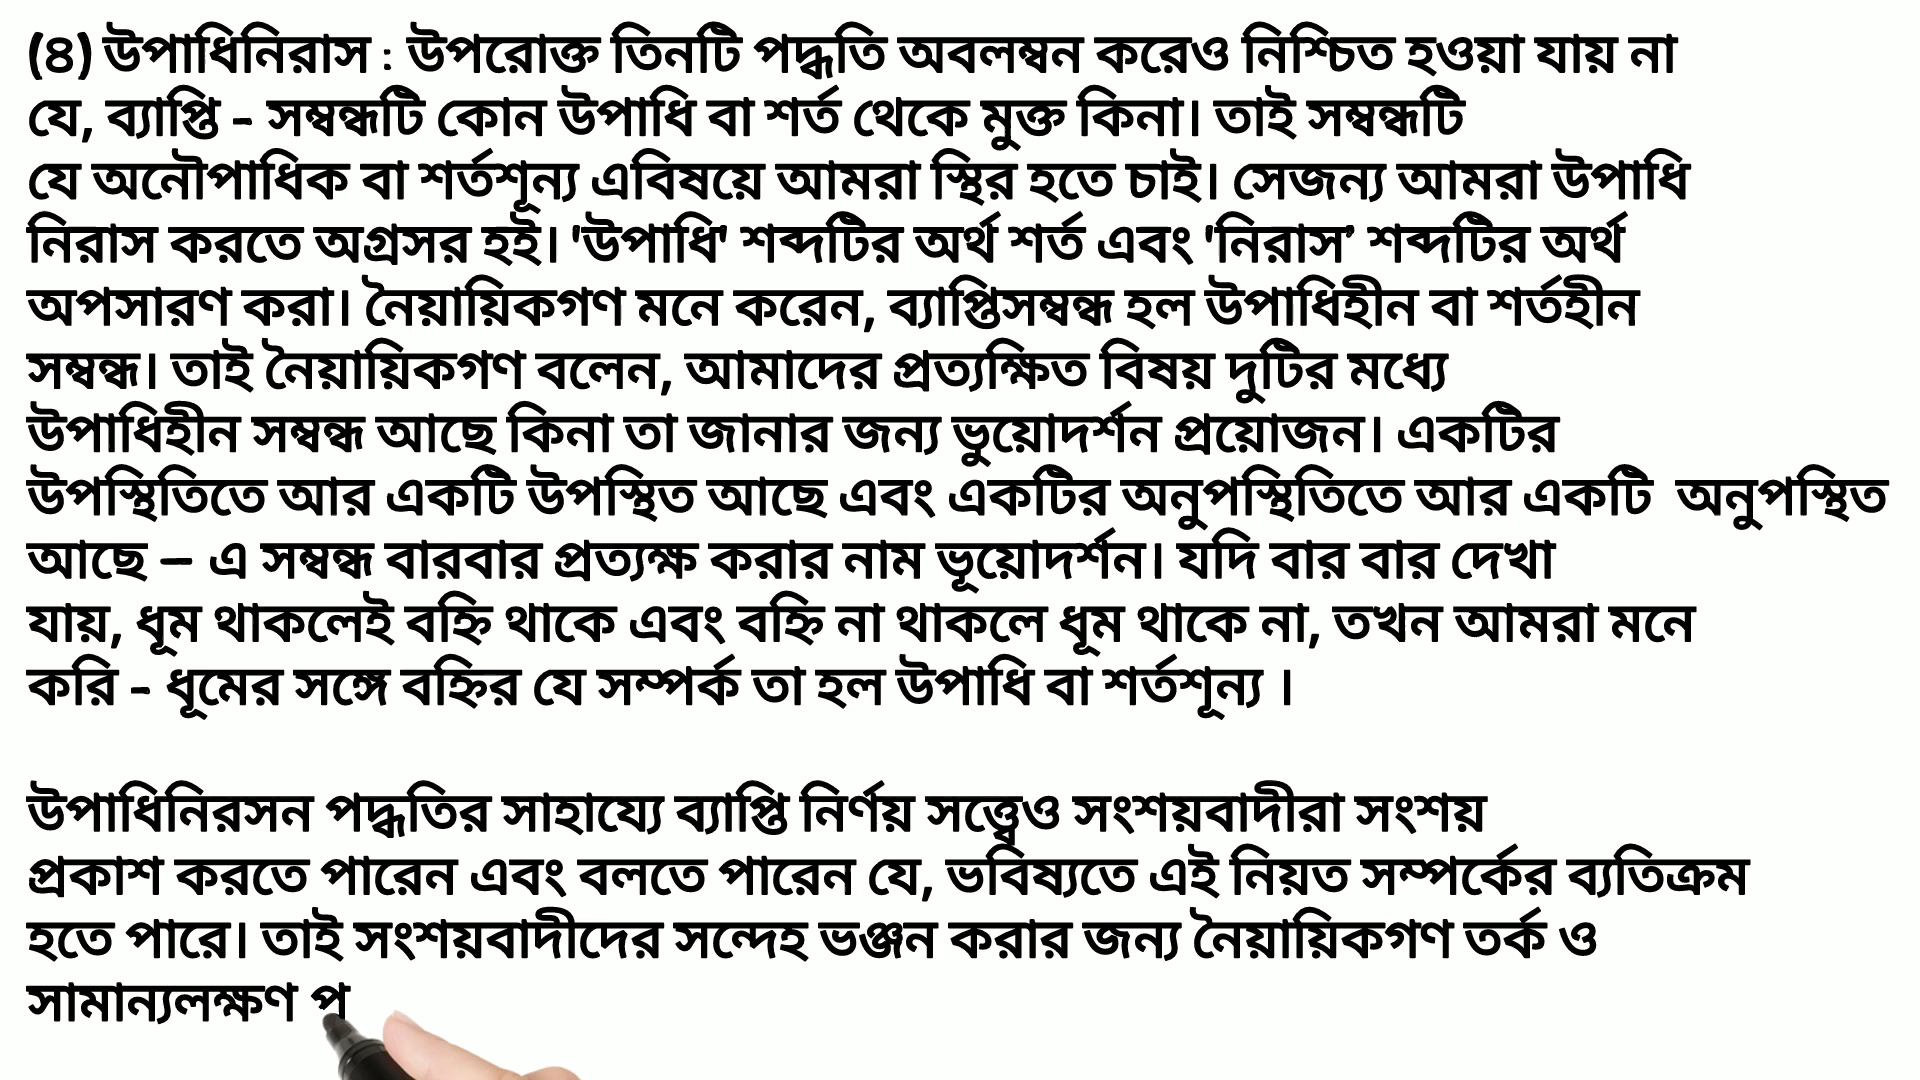 (৪) উপাধিনিরাস : উপরোক্ত তিনটি পদ্ধতি অবলম্বন করেও নিশ্চিত হওয়া যায় না
যে, ব্যাপ্তি - সম্বন্ধটি কোন উপাধি বা শর্ত থেকে মুক্ত কিনা। তাই সম্বন্ধটি
যে অনৌপাধিক বা শর্তশূন্য এবিষয়ে আমরা স্থির হতে চাই। সেজন্য আমরা উপাধি
নিরাস করতে অগ্রসর হই। 'উপাধি' শব্দটির অর্থ শর্ত এবং 'নিরাস’ শব্দটির অর্থ
অপসারণ করা। নৈয়ায়িকগণ মনে করেন, ব্যাপ্তিসম্বন্ধ হল উপাধিহীন বা শর্তহীন
সম্বন্ধ। তাই নৈয়ায়িকগণ বলেন, আমাদের প্রত্যক্ষিত বিষয় দুটির মধ্যে
উপাধিহীন সম্বন্ধ আছে কিনা তা জানার জন্য ভুয়োদর্শন প্রয়োজন। একটির
উপস্থিতিতে আর একটি উপস্থিত আছে এবং একটির অনুপস্থিতিতে আর একটি অনুপস্থিত
আছে – এ সম্বন্ধ বারবার প্রত্যক্ষ করার নাম ভূয়োদর্শন। যদি বার বার দেখা
যায়, ধূম থাকলেই বহ্নি থাকে এবং বহ্নি না থাকলে ধূম থাকে না, তখন আমরা মনে
করি - ধূমের সঙ্গে বহ্নির যে সম্পর্ক তা হল উপাধি বা শর্তশূন্য ।
উপাধিনিরসন পদ্ধতির সাহায্যে ব্যাপ্তি নির্ণয় সত্ত্বেও সংশয়বাদীরা সংশয়
প্রকাশ করতে পারেন এবং বলতে পারেন যে, ভবিষ্যতে এই নিয়ত সম্পর্কের ব্যতিক্রম
হতে পারে। তাই সংশয়বাদীদের সন্দেহ ভঞ্জন করার জন্য নৈয়ায়িকগণ তর্ক ও
সামান্যলক্ষণ প